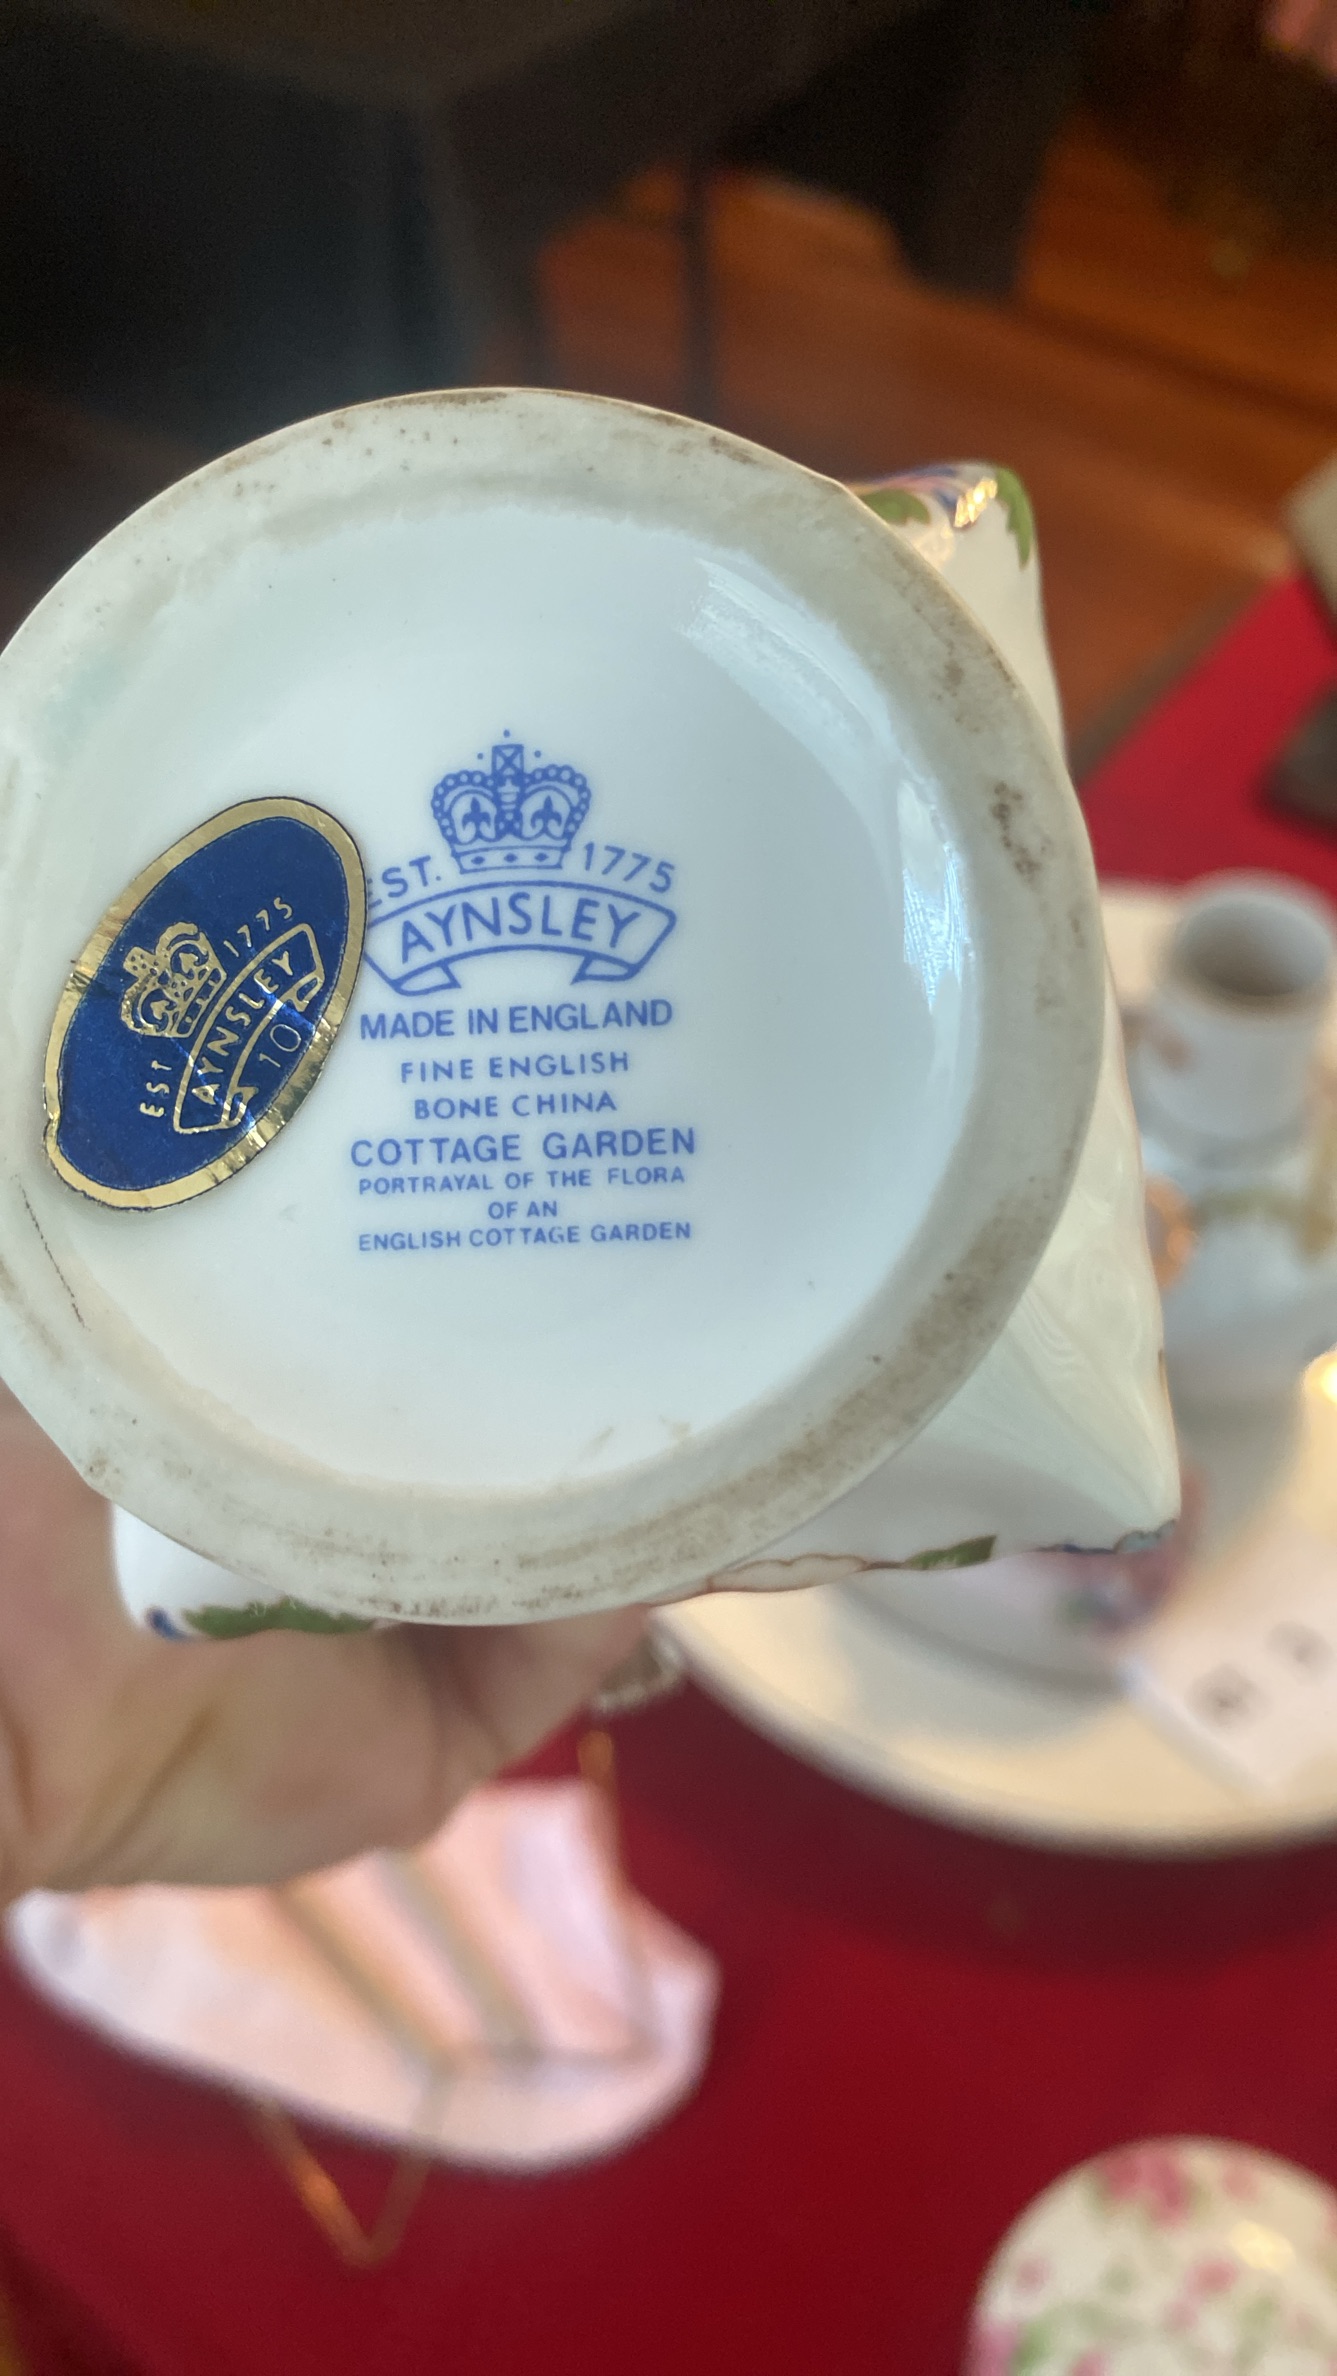 EST. 1775
AYNSLEY
MADE IN ENGLAND
FINE ENGLISH
BONE CHINA
COTTAGE GARDEN
PORTRAYAL OF THE FLORA
OF AN
ENGLISH COTTAGE GARDEN
EST 1775
AYNSLEY
10